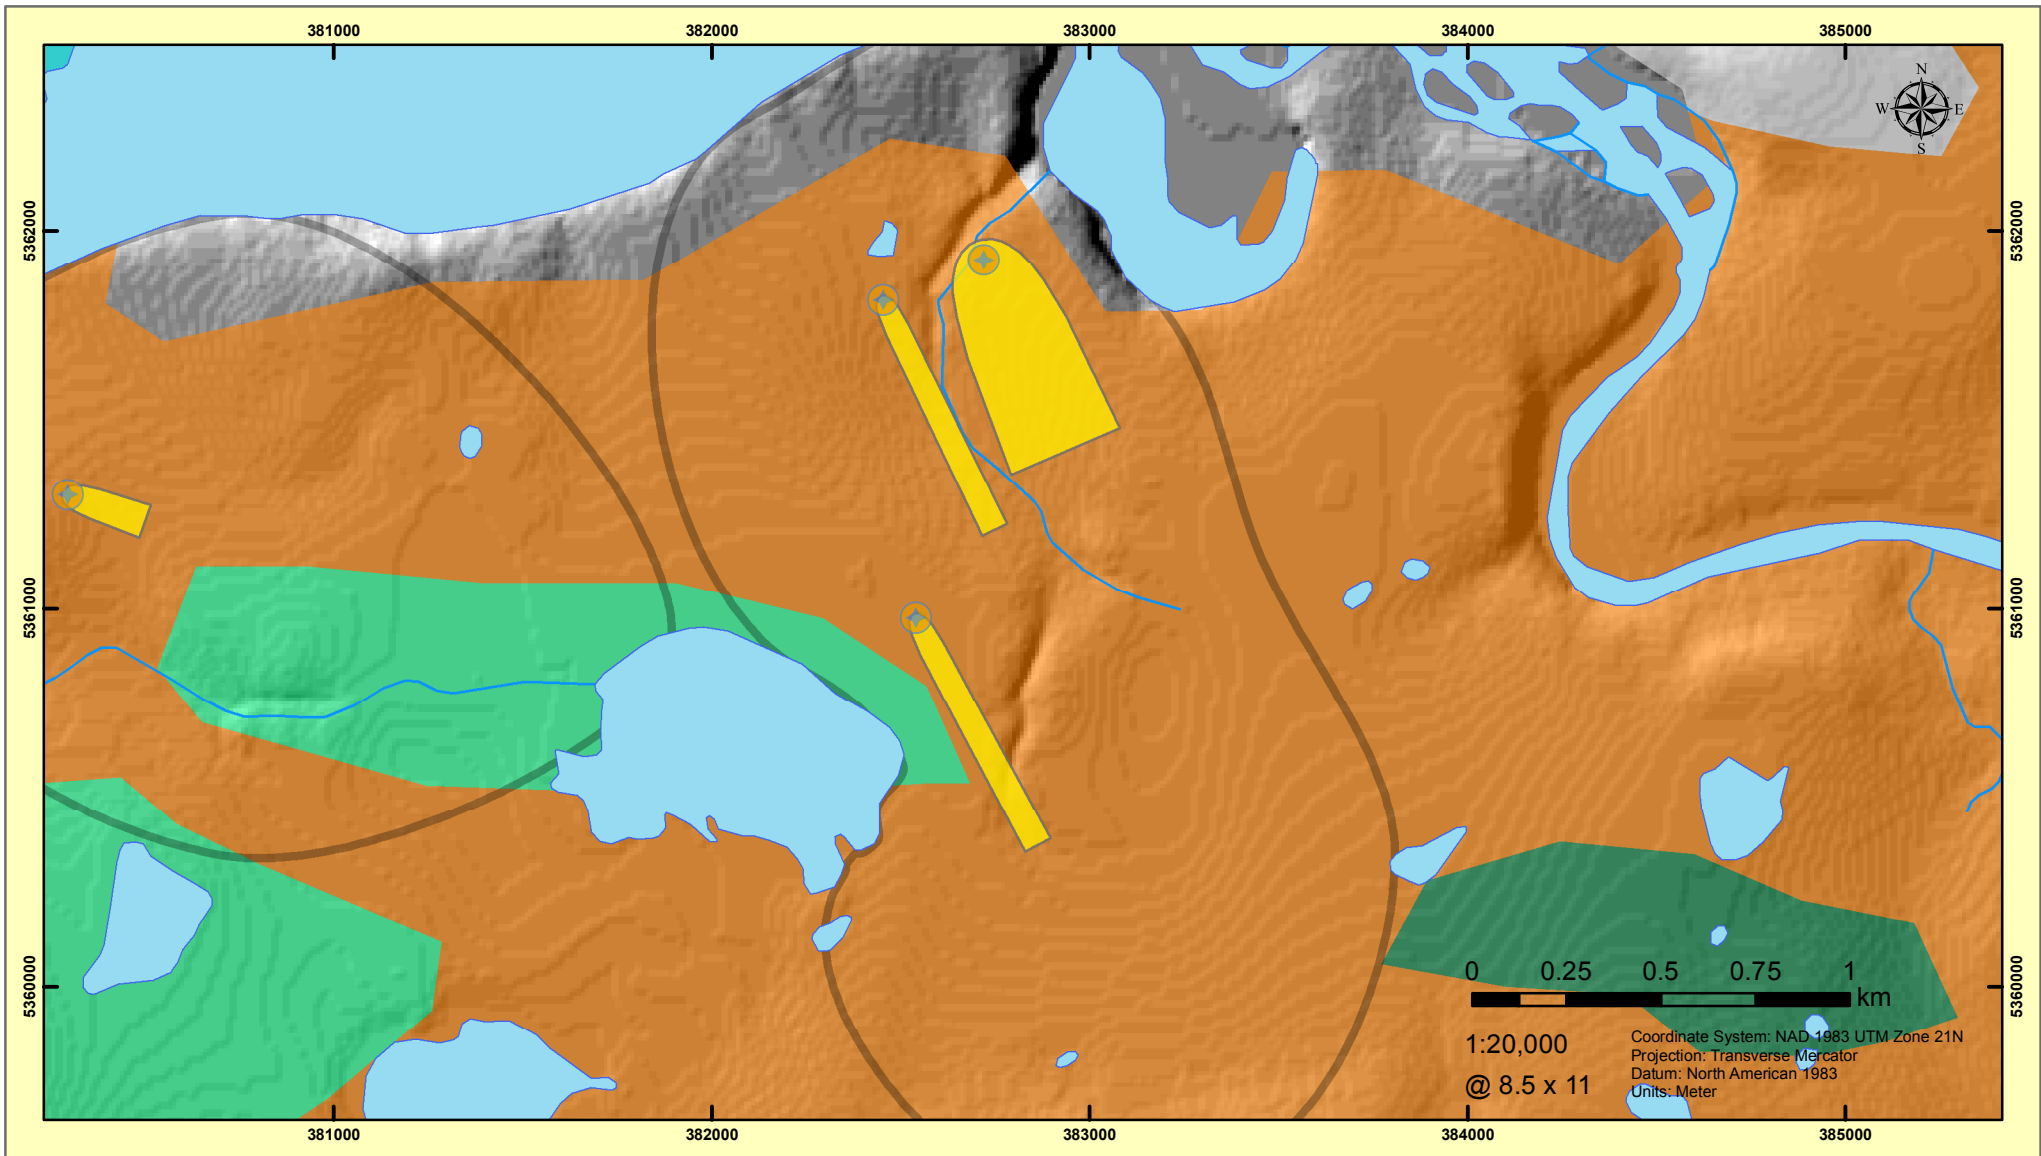 381000 382000 383000 384000 385000
N
W E
S
5362000 5362000
5361000 5361000
5360000 5360000
0 0.25 0.5 0.75 1
km
1:20,000
@ 8.5 x 11
Coordinate System: NAD 1983 UTM Zone 21N
Projection: Transverse Mercator
Datum: North American 1983
Units: Meter
381000 382000 383000 384000 385000